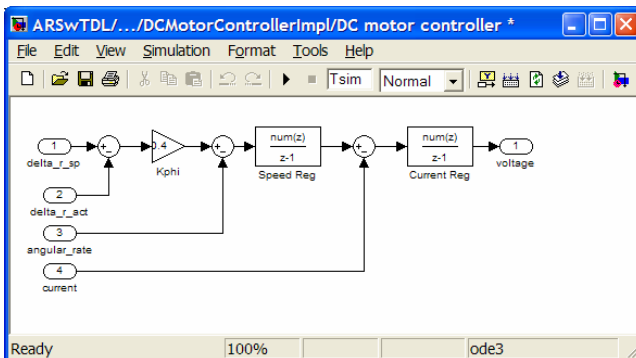 ARSwTDL/.../DCMotorControllerImpl/DC motor controller *
File Edit View Simulation Format Tools Help
Tsim Normal
1 delta_r_sp
+_
0.4 Kphi
+_
num(z)
z-1
Speed Reg
+_
num(z)
z-1
Current Reg
1 voltage
2
delta_r_act
3
angular_rate
4
current
Ready 100% ode3